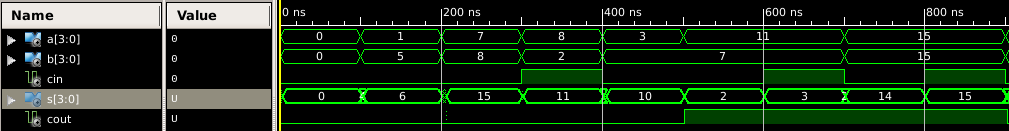 Name Value 0 ns 200 ns 400 ns 600 ns 800 ns
a[3:0] 0 0 1 7 8 3 11 15
b[3:0] 0 0 5 8 2 7 15
cin 0
s[3:0] U 0 6 15 11 10 2 3 14 15
cout U